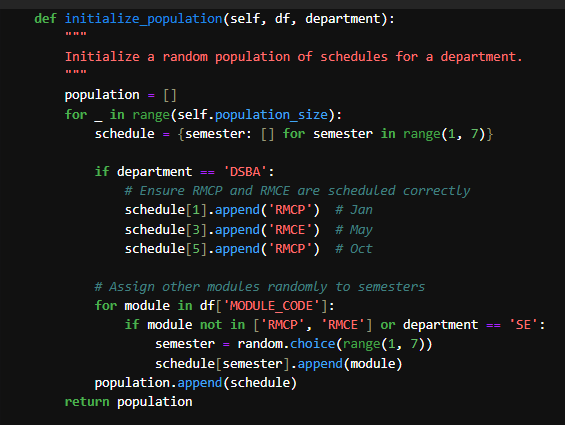 def initialize_population(self, df, department):
    """
    Initialize a random population of schedules for a department.
    """
    population = []
    for _ in range(self.population_size):
        schedule = {semester: [] for semester in range(1, 7)}

        if department == 'DSBA':
            # Ensure RMCP and RMCE are scheduled correctly
            schedule[1].append('RMCP')  # Jan
            schedule[3].append('RMCE')  # May
            schedule[5].append('RMCP')  # Oct

        # Assign other modules randomly to semesters
        for module in df['MODULE_CODE']:
            if module not in ['RMCP', 'RMCE'] or department == 'SE':
                semester = random.choice(range(1, 7))
                schedule[semester].append(module)
        population.append(schedule)
    return population